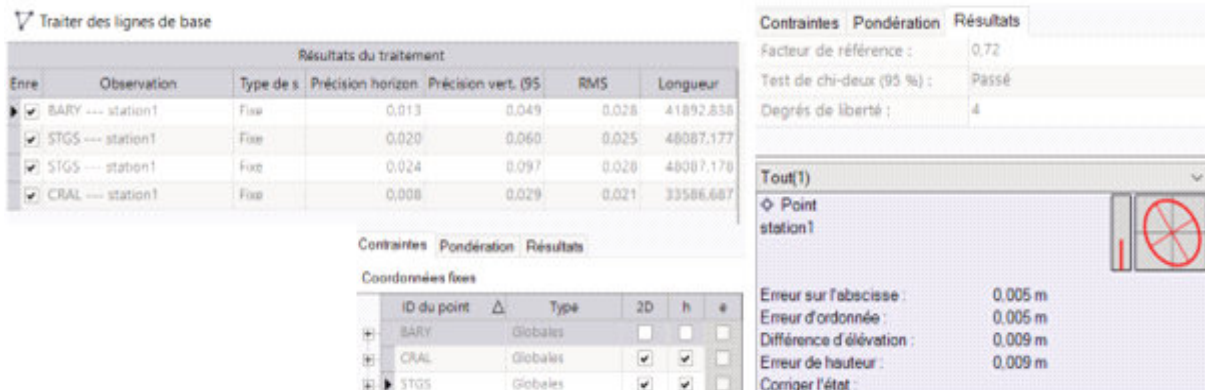 Traiter des lignes de base
Résultats du traitement
Enre Observation Type de s Précision horizon Précision vert. (95 RMS Longueur
BARY --- station1 Fixe 0,013 0,049 0,028 41892,838
STGS --- station1 Fixe 0,020 0,060 0,025 48087,177
STGS --- station1 Fixe 0,024 0,097 0,028 48087,178
CRAL --- station1 Fixe 0,008 0,029 0,021 33586,687
Contraintes Pondération Résultats
Coordonnées fixes
ID du point Type 2D h e
BARY Globales
CRAL Globales
STGS Globales
Contraintes Pondération Résultats
Facteur de référence : 0,72
Test de chi-deux (95 %) : Passé
Degrés de liberté : 4
Tout(1)
Point
station1
Erreur sur l'abscisse : 0,005 m
Erreur d'ordonnée : 0,005 m
Différence d'élévation : 0,009 m
Erreur de hauteur : 0,009 m
Corriger l'état :